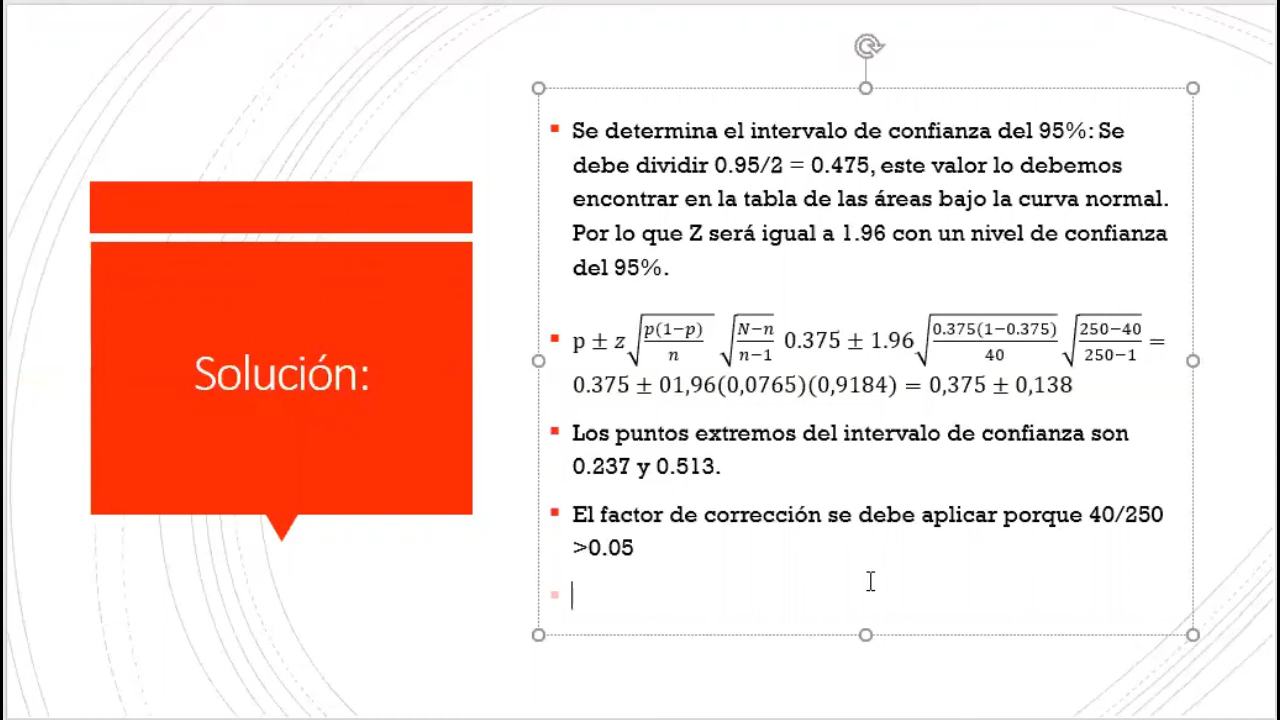 Solución:
Se determina el intervalo de confianza del 95%: Se
debe dividir 0.95/2 = 0.475, este valor lo debemos
encontrar en la tabla de las áreas bajo la curva normal.
Por lo que Z será igual a 1.96 con un nivel de confianza
del 95%.
p ± z√(p(1−p)/n) √(N−n/n−1) 0.375 ± 1.96√(0.375(1−0.375)/40) √(250−40/250−1) =
0.375 ± 01,96(0,0765)(0,9184) = 0,375 ± 0,138
Los puntos extremos del intervalo de confianza son
0.237 y 0.513.
El factor de corrección se debe aplicar porque 40/250
>0.05